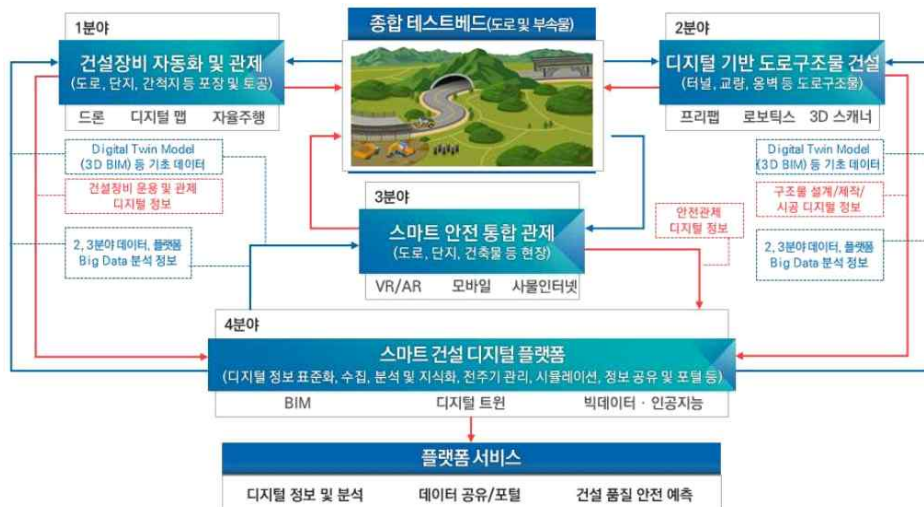 1분야
종합 테스트베드(도로 및 부속물)
2분야
건설장비 자동화 및 관제
(도로, 단지, 간척지 등 포장 및 토공)
드론 디지털 맵 자율주행
디지털 기반 도로구조물 건설
(터널, 교량, 옹벽 등 도로구조물)
프리팹 로보틱스 3D 스캐너
Digital Twin Model
(3D BIM) 등 기초 데이터
건설장비 운용 및 관제
디지털 정보
2, 3분야 데이터, 플랫폼
Big Data 분석 정보
3분야
스마트 안전 통합 관제
(도로, 단지, 건축물 등 현장)
VR/AR 모바일 사물인터넷
안전관제
디지털 정보
Digital Twin Model
(3D BIM) 등 기초 데이터
구조물 설계/제작/
시공 디지털 정보
2, 3분야 데이터, 플랫폼
Big Data 분석 정보
4분야
스마트 건설 디지털 플랫폼
(디지털 정보 표준화, 수집, 분석 및 지식화, 전주기 관리, 시뮬레이션, 정보 공유 및 포털 등)
BIM 디지털 트윈 빅데이터 · 인공지능
플랫폼 서비스
디지털 정보 및 분석 데이터 공유/포털 건설 품질 안전 예측